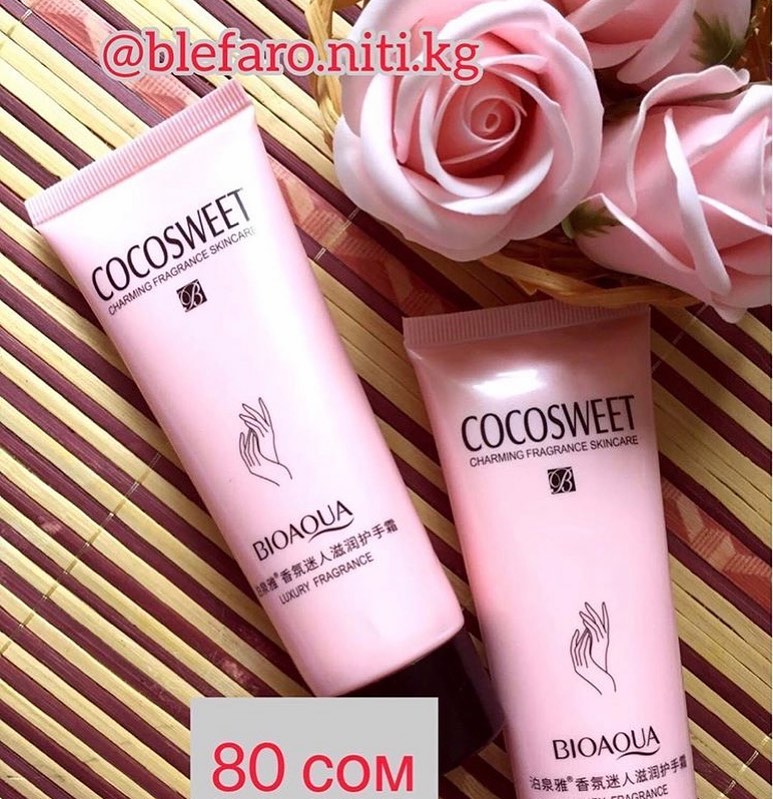 @blefaro.niti.kg
COCOSWEET
CHARMING FRAGRANCE SKINCARE
B
BIOAQUA
泊泉雅®香氛迷人滋润护手霜
LUXURY FRAGRANCE
COCOSWEET
CHARMING FRAGRANCE SKINCARE
B
BIOAQUA
泊泉雅®香氛迷人滋润护手霜
FRAGRANCE
80 сом